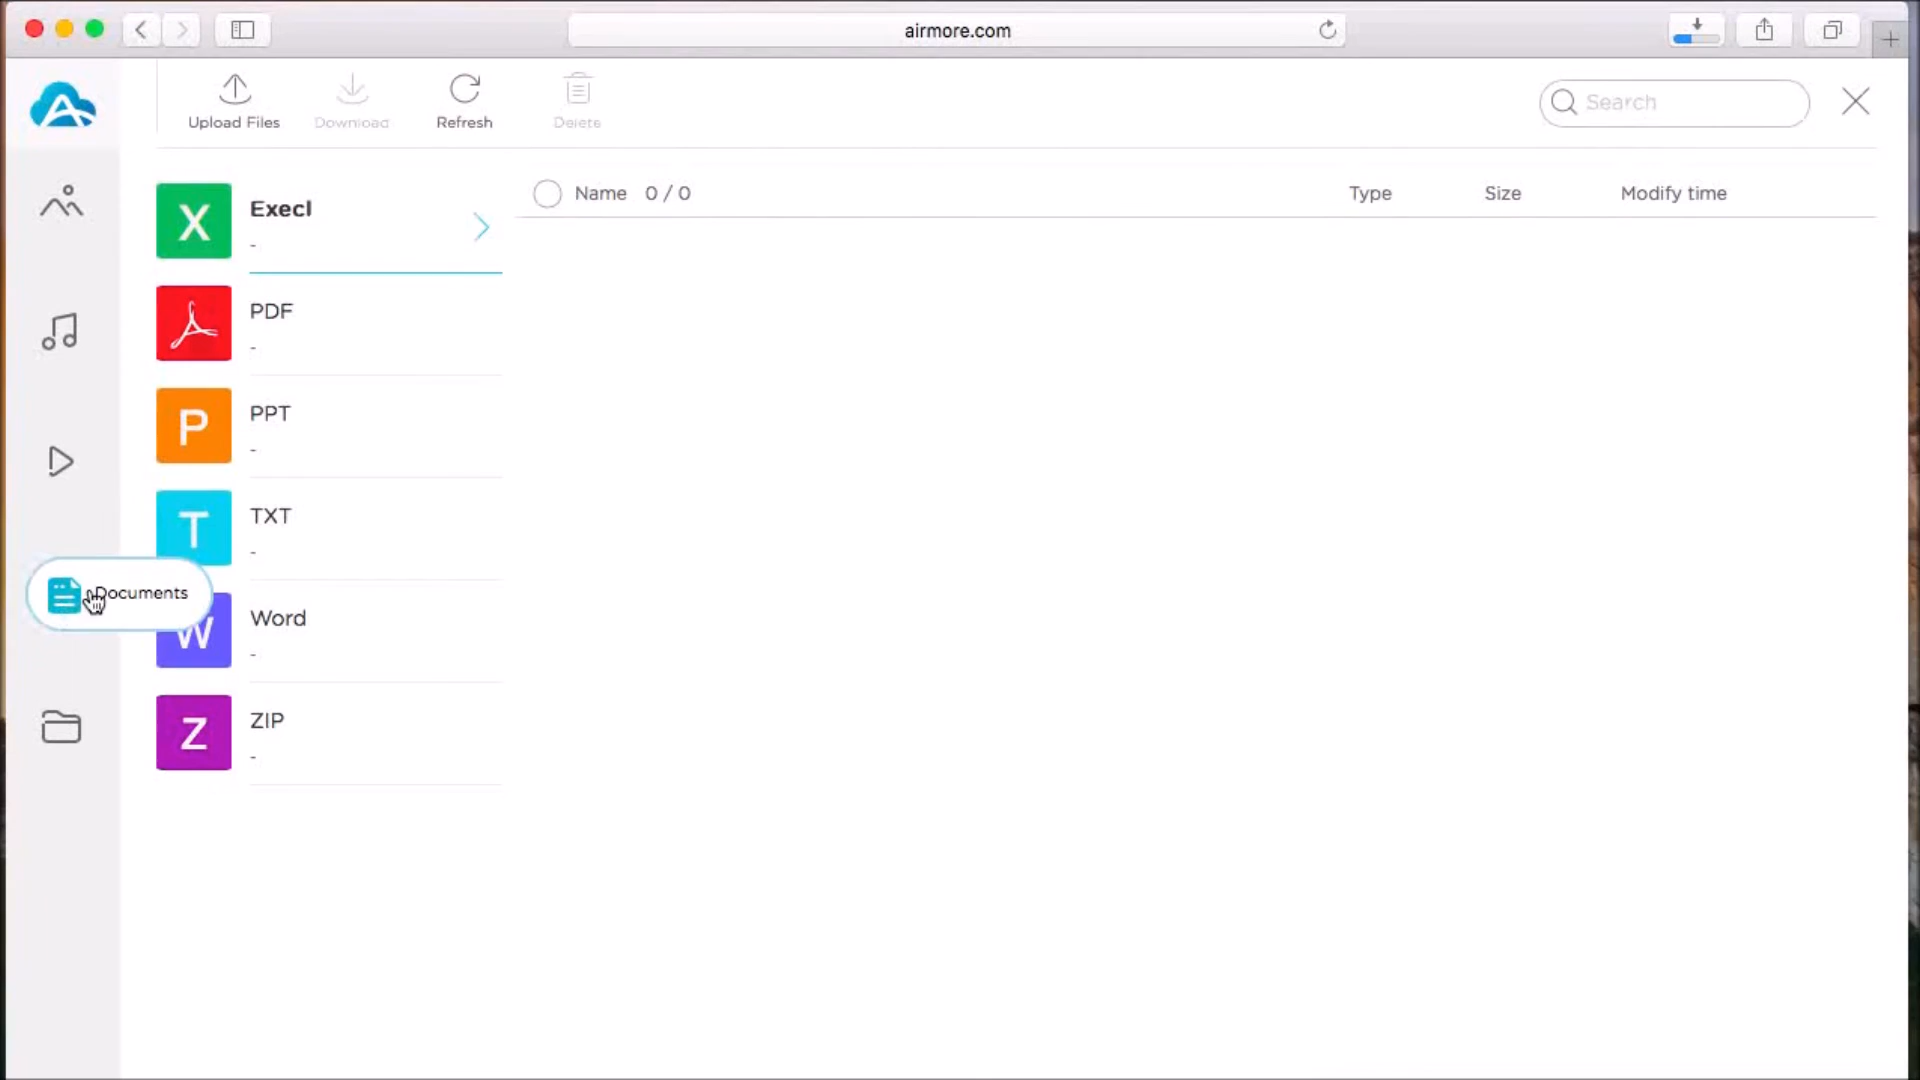 airmore.com
Upload Files
Download
Refresh
Delete
Search
Execl
-
PDF
-
PPT
-
TXT
-
Documents
Word
-
ZIP
-
Name 0 / 0
Type
Size
Modify time
X
P
T
W
Z